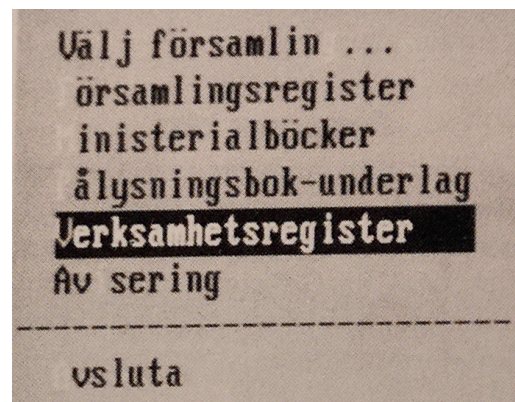 Välj församlin ...
örsamlingsregister
inisterialböcker
ålysningsbok-underlag
Verksamhetsregister
Av sering
vsluta